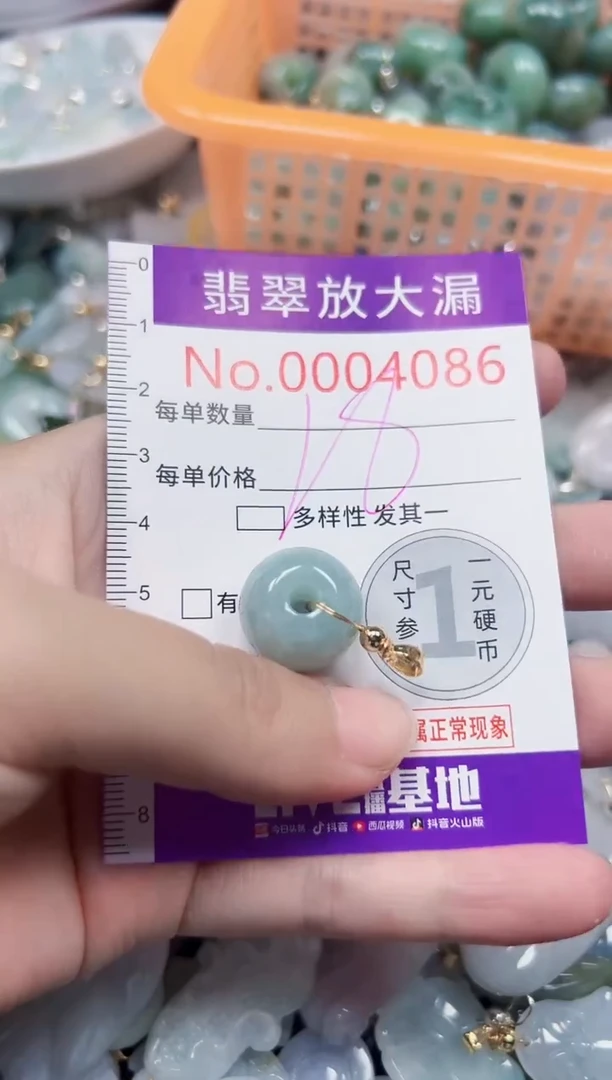 0
翡翠放大漏
1
No.0004086
2
每单数量
18
3
每单价格
4
多样性 发其一
尺寸参
1
一元硬币
5
有
属正常现象
基地
8
今日头条 抖音 西瓜视频 抖音火山版